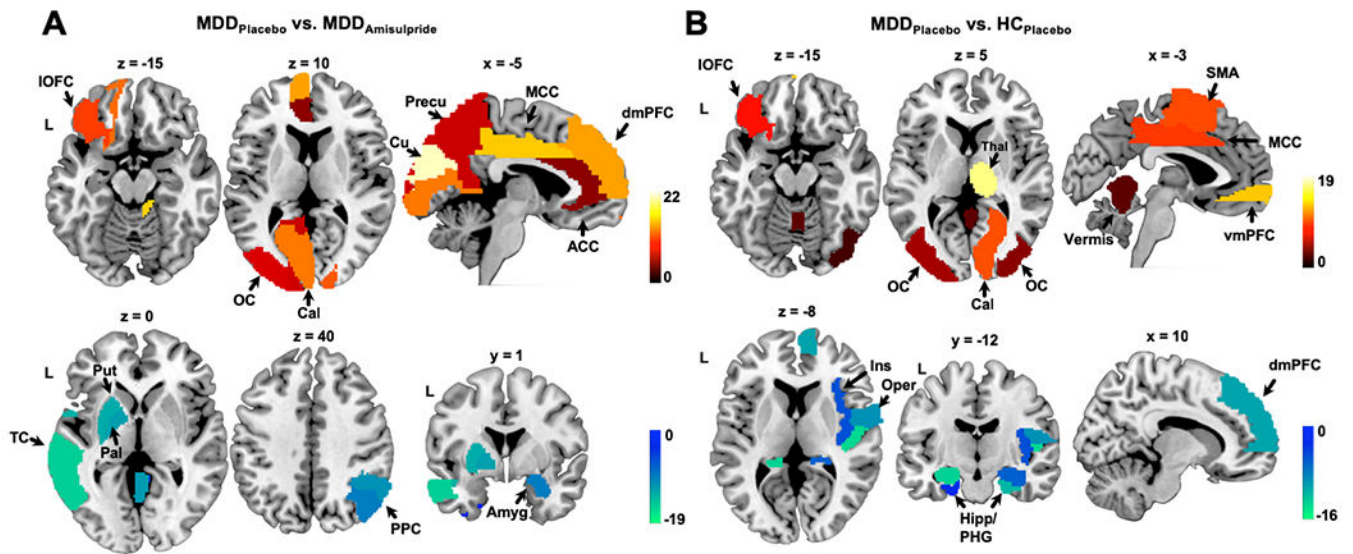 A
MDDPlacebo vs. MDDAmisulpride
z = -15
z = 10
x = -5
lOFC
L
Precu
MCC
dmPFC
Cu
ACC
OC
Cal
22
0
z = 0
z = 40
y = 1
L
L
Put
Pal
TC
PPC
Amyg
0
-19
B
MDDPlacebo vs. HCPlacebo
z = -15
z = 5
x = -3
lOFC
L
Thal
SMA
MCC
Vermis
vmPFC
OC
Cal
OC
19
0
z = -8
y = -12
x = 10
L
L
Ins
Oper
dmPFC
Hipp/
PHG
0
-16